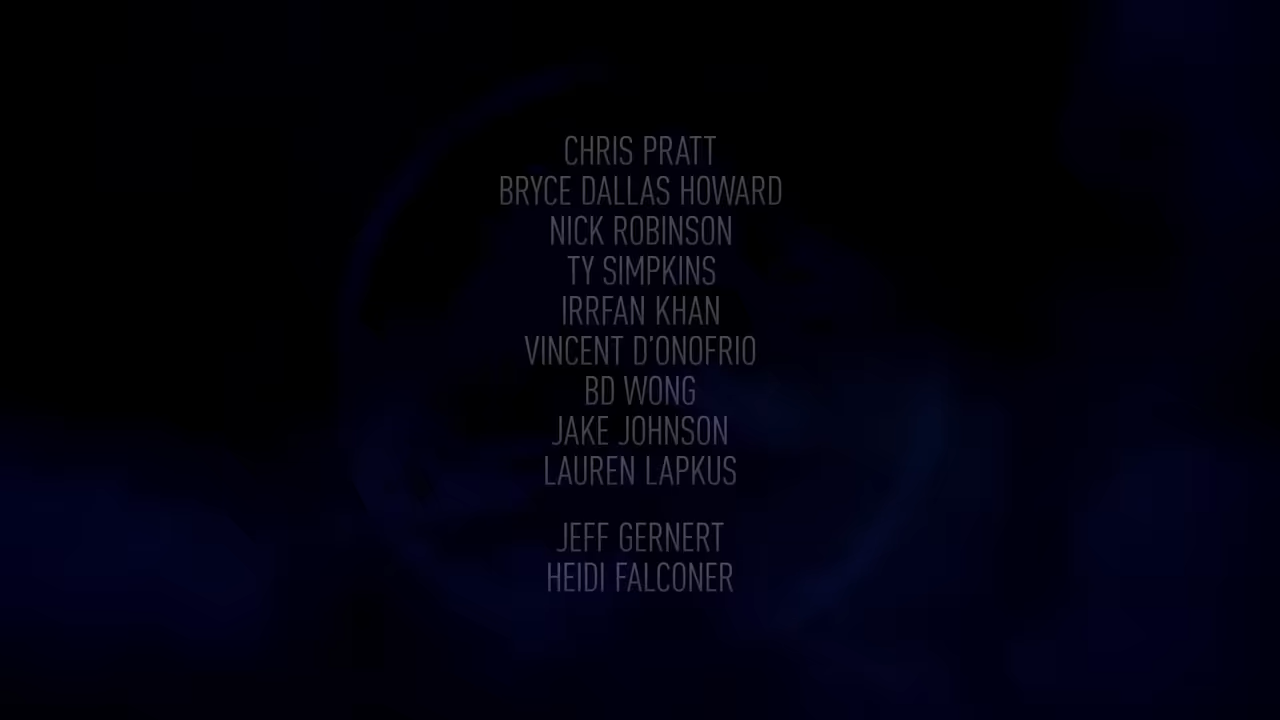 CHRIS PRATT
BRYCE DALLAS HOWARD
NICK ROBINSON
TY SIMPKINS
IRRFAN KHAN
VINCENT D'ONOFRIO
BD WONG
JAKE JOHNSON
LAUREN LAPKUS
JEFF GERNERT
HEIDI FALCONER